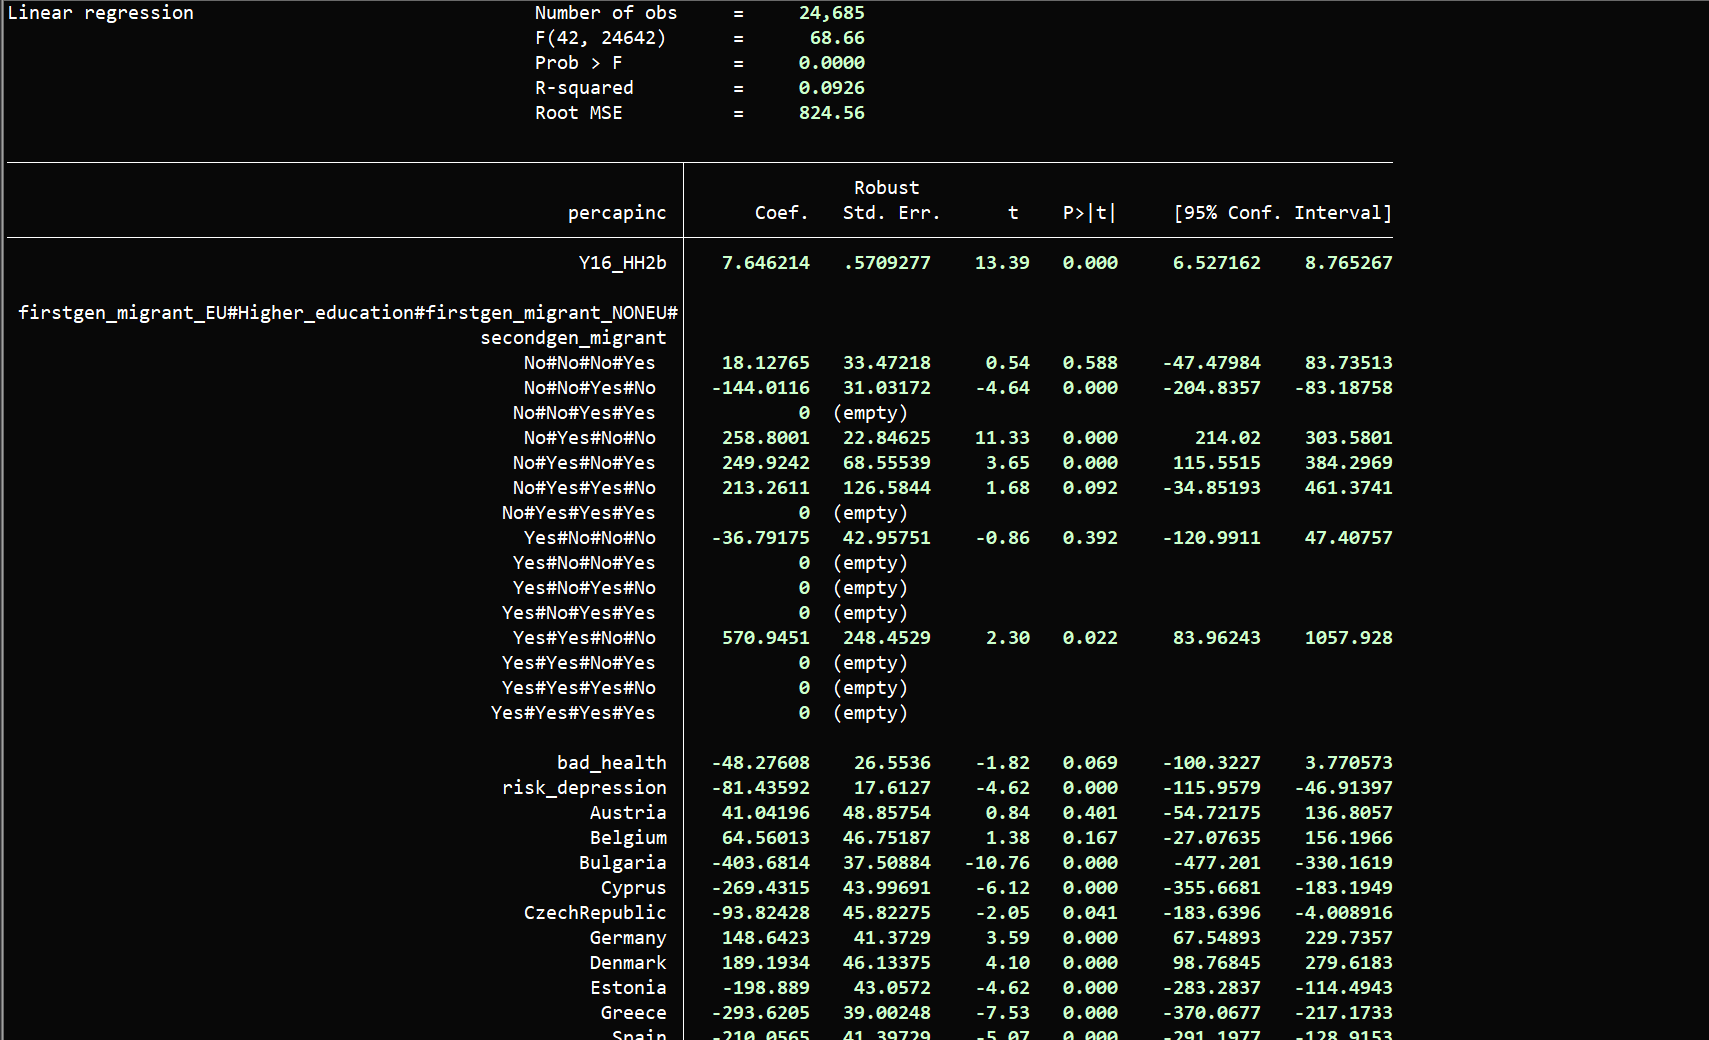 Linear regression Number of obs = 24,685
F(42, 24642) = 68.66
Prob > F = 0.0000
R-squared = 0.0926
Root MSE = 824.56
Robust
percapinc Coef. Std. Err. t P>|t| [95% Conf. Interval]
Y16_HH2b 7.646214 .5709277 13.39 0.000 6.527162 8.765267
firstgen_migrant_EU#Higher_education#firstgen_migrant_NONEU#
secondgen_migrant
No#No#No#Yes 18.12765 33.47218 0.54 0.588 -47.47984 83.73513
No#No#Yes#No -144.0116 31.03172 -4.64 0.000 -204.8357 -83.18758
No#No#Yes#Yes 0 (empty)
No#Yes#No#No 258.8001 22.84625 11.33 0.000 214.02 303.5801
No#Yes#No#Yes 249.9242 68.55539 3.65 0.000 115.5515 384.2969
No#Yes#Yes#No 213.2611 126.5844 1.68 0.092 -34.85193 461.3741
No#Yes#Yes#Yes 0 (empty)
Yes#No#No#No -36.79175 42.95751 -0.86 0.392 -120.9911 47.40757
Yes#No#No#Yes 0 (empty)
Yes#No#Yes#No 0 (empty)
Yes#No#Yes#Yes 0 (empty)
Yes#Yes#No#No 570.9451 248.4529 2.30 0.022 83.96243 1057.928
Yes#Yes#No#Yes 0 (empty)
Yes#Yes#Yes#No 0 (empty)
Yes#Yes#Yes#Yes 0 (empty)
bad_health -48.27608 26.5536 -1.82 0.069 -100.3227 3.770573
risk_depression -81.43592 17.6127 -4.62 0.000 -115.9579 -46.91397
Austria 41.04196 48.85754 0.84 0.401 -54.72175 136.8057
Belgium 64.56013 46.75187 1.38 0.167 -27.07635 156.1966
Bulgaria -403.6814 37.50884 -10.76 0.000 -477.201 -330.1619
Cyprus -269.4315 43.99691 -6.12 0.000 -355.6681 -183.1949
CzechRepublic -93.82428 45.82275 -2.05 0.041 -183.6396 -4.008916
Germany 148.6423 41.3729 3.59 0.000 67.54893 229.7357
Denmark 189.1934 46.13375 4.10 0.000 98.76845 279.6183
Estonia -198.889 43.0572 -4.62 0.000 -283.2837 -114.4943
Greece -293.6205 39.00248 -7.53 0.000 -370.0677 -217.1733
Spain -210.0565 41.39729 -5.07 0.000 -291.1977 -128.9153